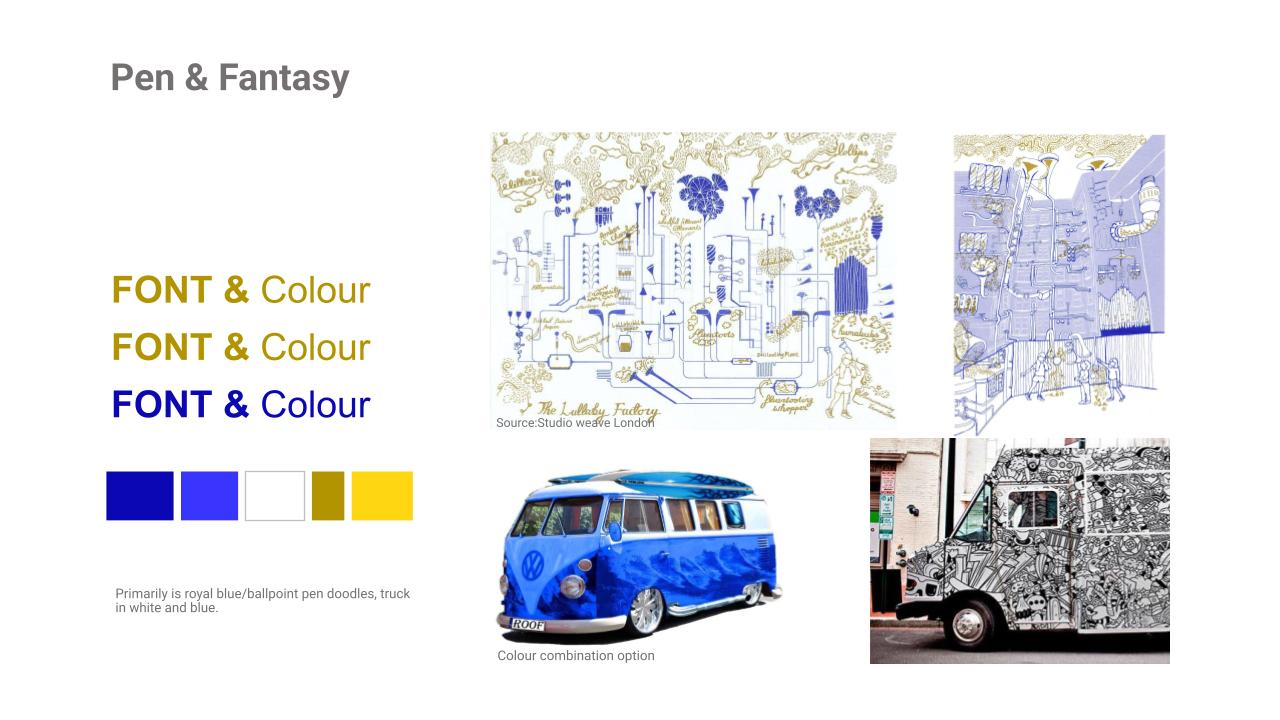 Pen & Fantasy
FONT & Colour
FONT & Colour
FONT & Colour
Primarily is royal blue/ballpoint pen doodles, truck
in white and blue.
The Lullaby Factory
Source:Studio weave London
ROOF
Colour combination option